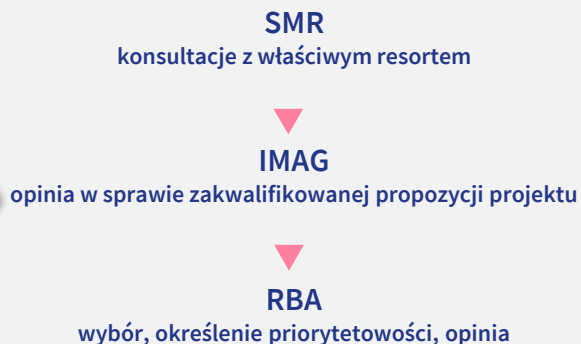 SMR
konsultacje z właściwym resortem
IMAG
opinia w sprawie zakwalifikowanej propozycji projektu
RBA
wybór, określenie priorytetowości, opinia